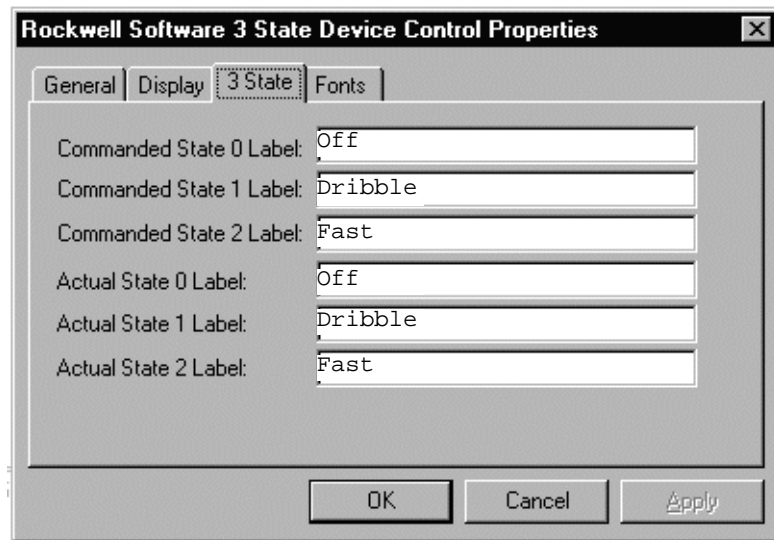 Rockwell Software 3 State Device Control Properties
General Display 3 State Fonts
Commanded State 0 Label: Off
Commanded State 1 Label: Dribble
Commanded State 2 Label: Fast
Actual State 0 Label: Off
Actual State 1 Label: Dribble
Actual State 2 Label: Fast
OK Cancel Apply